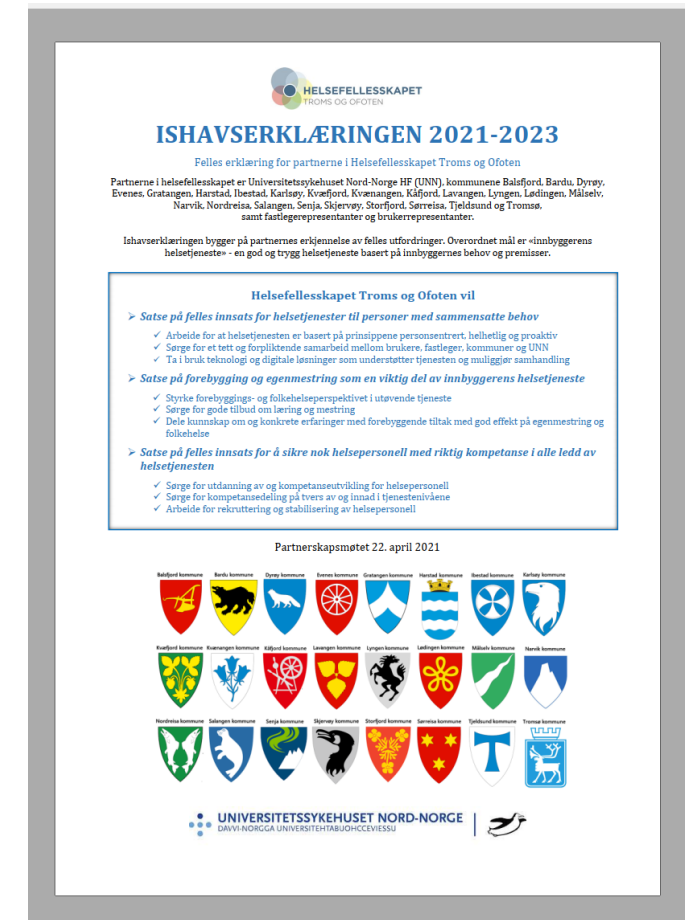 HELSEFELLESSKAPET
TROMS OG OFOTEN
ISHAVSERKLÆRINGEN 2021-2023
Felles erklæring for partnerne i Helsefellesskapet Troms og Ofoten
Partnerne i helsefellesskapet er Universitetssykehuset Nord-Norge HF (UNN), kommunene Balsfjord, Bardu, Dyrøy,
Evenes, Gratangen, Harstad, Ibestad, Karlsøy, Kvæfjord, Kvænangen, Kåfjord, Lavangen, Lyngen, Lødingen, Målselv,
Narvik, Nordreisa, Salangen, Senja, Skjervøy, Storfjord, Sørreisa, Tjeldsund og Tromsø,
samt fastlegerepresentanter og brukerrepresentanter.
Ishavserklæringen bygger på partnernes erkjennelse av felles utfordringer. Overordnet mål er «innbyggerens
helsetjeneste» - en god og trygg helsetjeneste basert på innbyggernes behov og premisser.
Helsefellesskapet Troms og Ofoten vil
➢ Satse på felles innsats for helsetjenester til personer med sammensatte behov
✓ Arbeide for at helsetjenesten er basert på prinsippene personsentrert, helhetlig og proaktiv
✓ Sørge for et tett og forpliktende samarbeid mellom brukere, fastleger, kommuner og UNN
✓ Ta i bruk teknologi og digitale løsninger som understøtter tjenesten og muliggjør samhandling
➢ Satse på forebygging og egenmestring som en viktig del av innbyggerens helsetjeneste
✓ Styrke forebyggings- og folkehelseperspektivet i utøvende tjeneste
✓ Sørge for gode tilbud om læring og mestring
✓ Dele kunnskap om og konkrete erfaringer med forebyggende tiltak med god effekt på egenmestring og
folkehelse
➢ Satse på felles innsats for å sikre nok helsepersonell med riktig kompetanse i alle ledd av
helsetjenesten
✓ Sørge for utdanning av og kompetanseutvikling for helsepersonell
✓ Sørge for kompetansedeling på tvers av og innad i tjenestenivåene
✓ Arbeide for rekruttering og stabilisering av helsepersonell
Partnerskapsmøtet 22. april 2021
Balsfjord kommune Bardu kommune Dyrøy kommune Evenes kommune Gratangen kommune Harstad kommune Ibestad kommune Karlsøy kommune
Kvæfjord kommune Kvænangen kommune Kåfjord kommune Lavangen kommune Lyngen kommune Lødingen kommune Målselv kommune Narvik kommune
Nordreisa kommune Salangen kommune Senja kommune Skjervøy kommune Storfjord kommune Sørreisa kommune Tjeldsund kommune Tromsø kommune
UNIVERSITETSSYKEHUSET NORD-NORGE
DAVVI-NORGGA UNIVERSITEHTABUOHCCEVIESSU